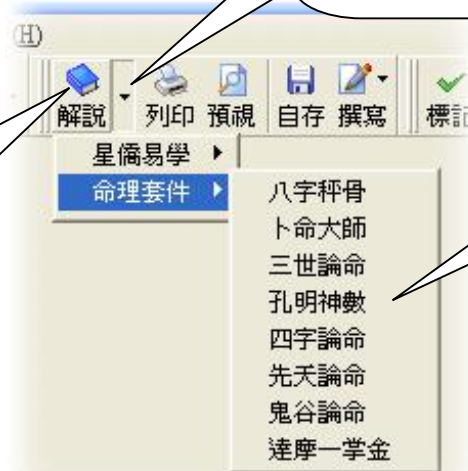 (H)
解說 列印 預視 自存 撰寫 標記
星僑易學
命理套件
八字秤骨
卜命大師
三世論命
孔明神數
四字論命
先天論命
鬼谷論命
達摩一掌金